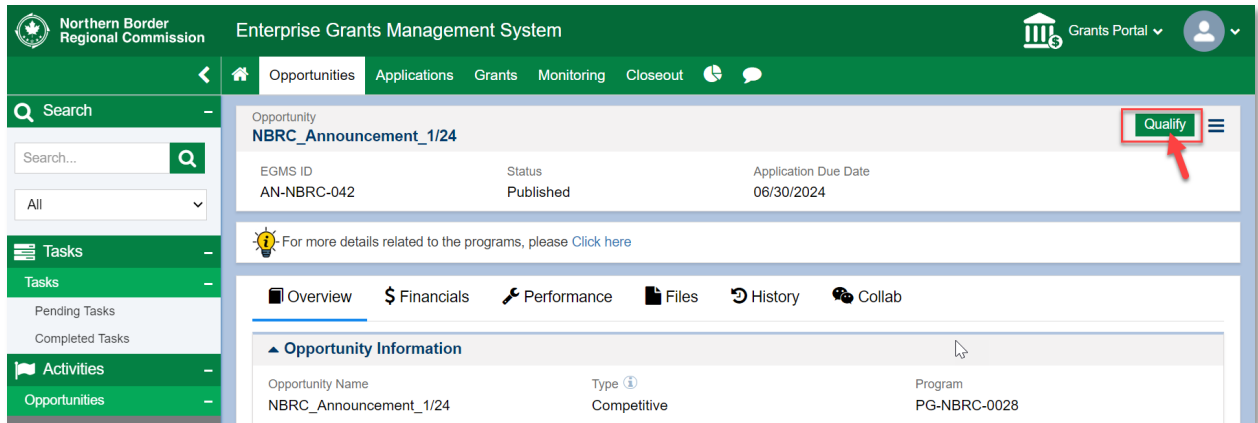 Northern Border
Regional Commission
Enterprise Grants Management System
Grants Portal
Opportunities Applications Grants Monitoring Closeout
Search
Search...
All
Tasks
Tasks
Pending Tasks
Completed Tasks
Activities
Opportunities
Opportunity
NBRC_Announcement_1/24
Qualify
EGMS ID Status Application Due Date
AN-NBRC-042 Published 06/30/2024
For more details related to the programs, please Click here
Overview $ Financials Performance Files History Collab
Opportunity Information
Opportunity Name Type Program
NBRC_Announcement_1/24 Competitive PG-NBRC-0028